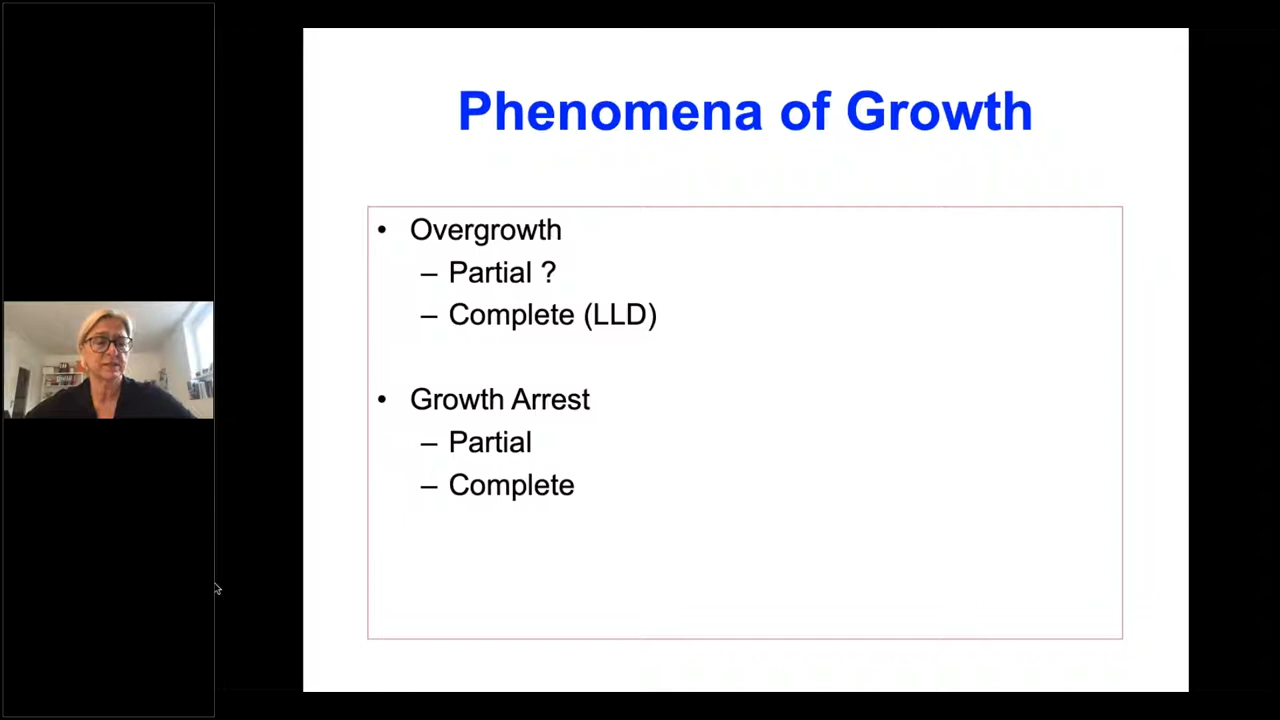 Phenomena of Growth
• Overgrowth
– Partial ?
– Complete (LLD)
• Growth Arrest
– Partial
– Complete